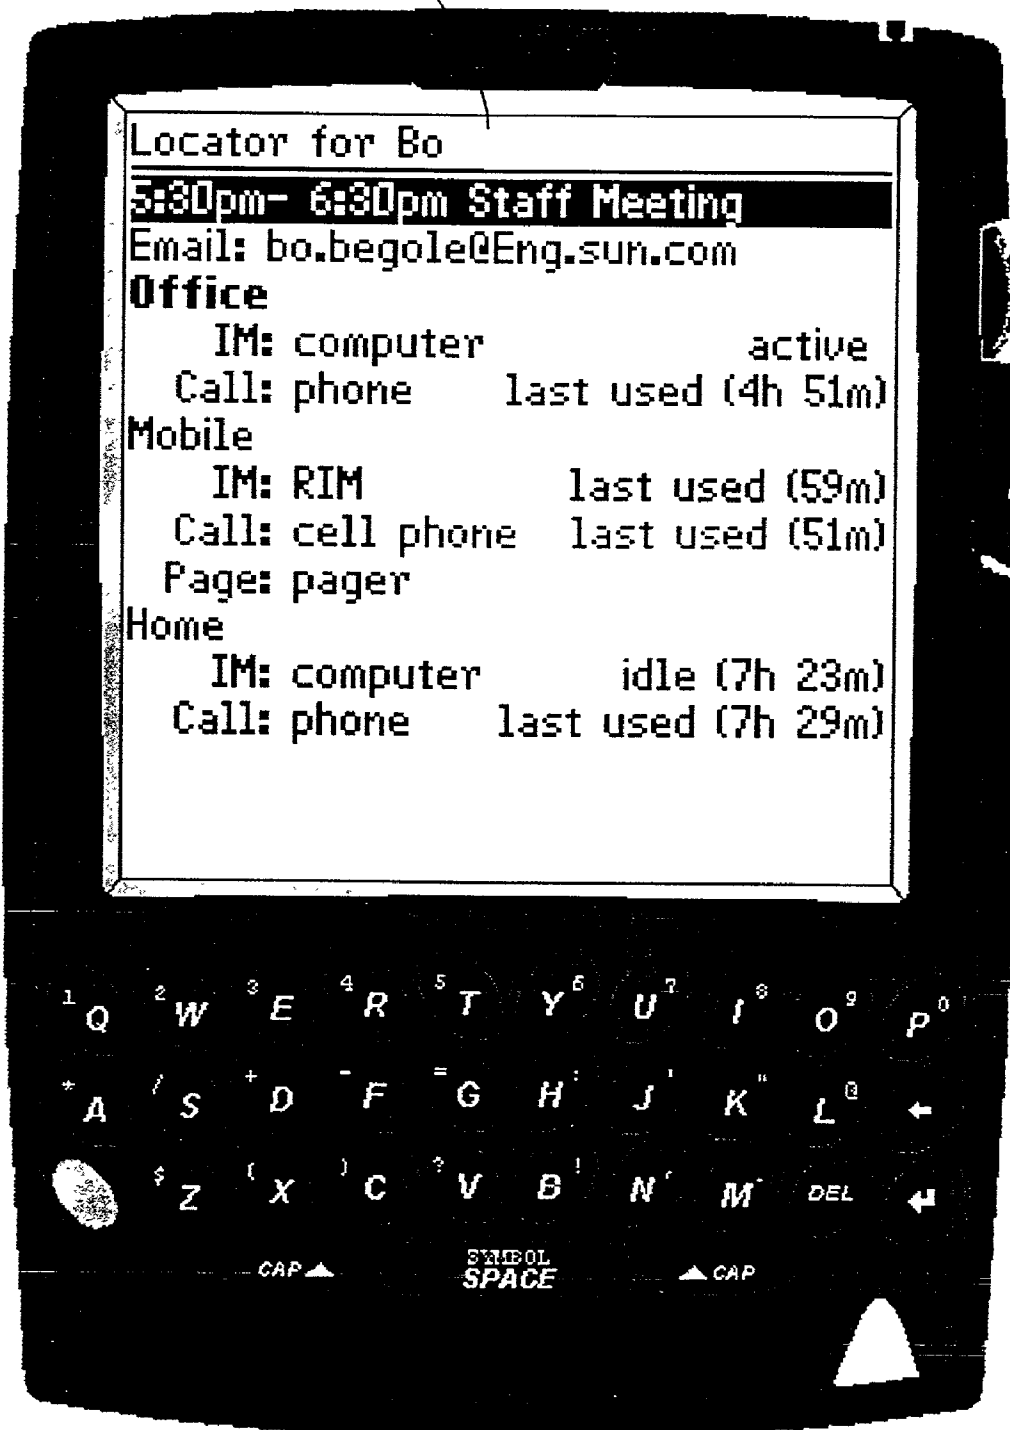 Locator for Bo
5:30pm- 6:30pm Staff Meeting
Email: bo.begole@Eng.sun.com
Office
IM: computer active
Call: phone last used (4h 51m)
Mobile
IM: RIM last used (59m)
Call: cell phone last used (51m)
Page: pager
Home
IM: computer idle (7h 23m)
Call: phone last used (7h 29m)
1 Q 2 W 3 E 4 R 5 T Y 6 U 7 I 8 O 9 P 0
* A / S + D - F = G H : J ' K " L @ ←
$ Z ( X ) C ? V B ! N , M . DEL ↵
CAP▲ SYMBOL ▲CAP
SPACE